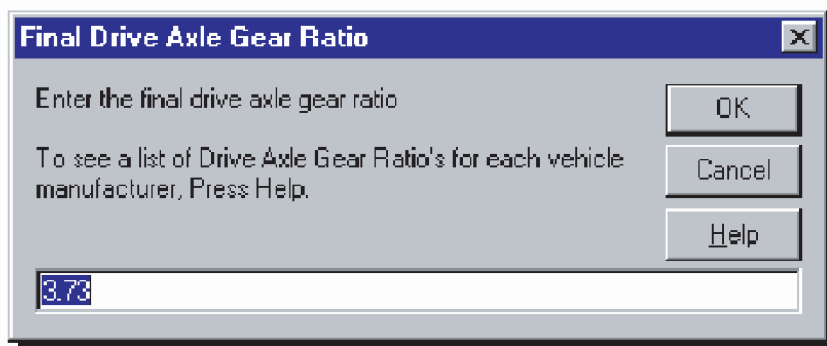 Final Drive Axle Gear Ratio
Enter the final drive axle gear ratio
To see a list of Drive Axle Gear Ratio's for each vehicle
manufacturer, Press Help.
OK
Cancel
Help
3.73